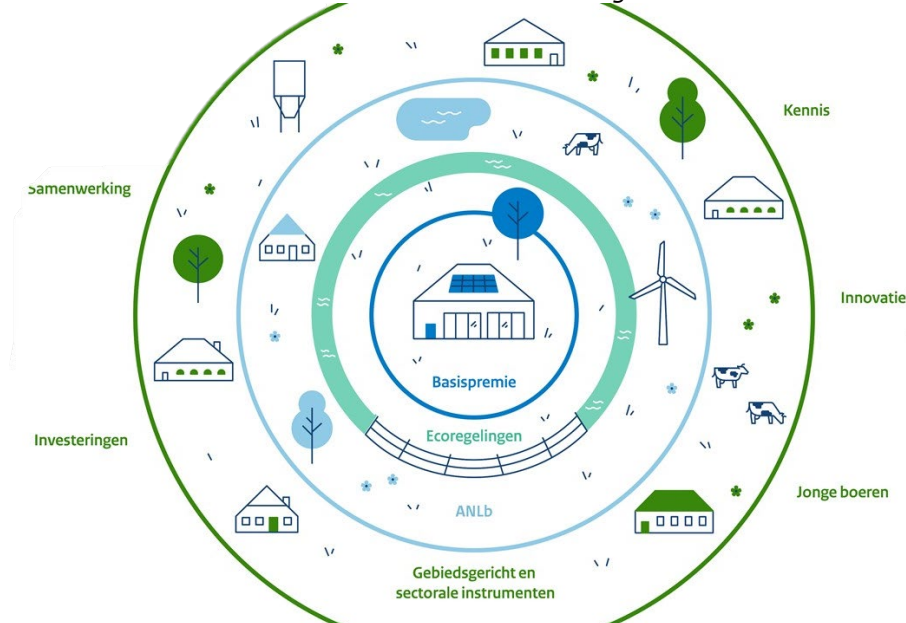 Kennis
Samenwerking
Innovatie
Basispremie
Ecoregelingen
Investeringen
Jonge boeren
ANLb
Gebiedsgericht en
sectorale instrumenten